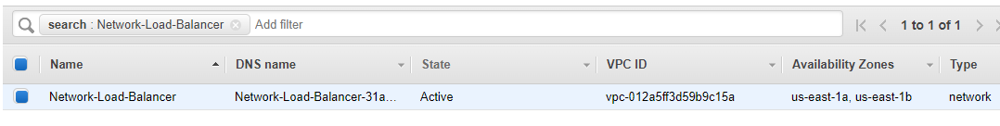 search : Network-Load-Balancer Add filter 1 to 1 of 1
Name DNS name State VPC ID Availability Zones Type
Network-Load-Balancer Network-Load-Balancer-31a... Active vpc-012a5ff3d59b9c15a us-east-1a, us-east-1b network